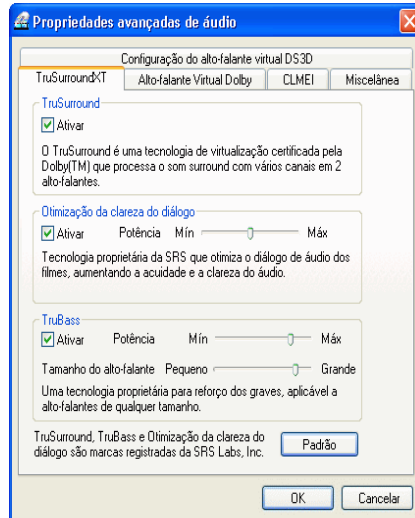 Propriedades avançadas de áudio
Configuração do alto-falante virtual DS3D
TruSurroundXT Alto-falante Virtual Dolby CLMEI Miscelânea
TruSurround
Ativar
O TruSurround é uma tecnologia de virtualização certificada pela
Dolby(TM) que processa o som surround com vários canais em 2
alto-falantes.
Otimização da clareza do diálogo
Ativar Potência Mín Máx
Tecnologia proprietária da SRS que otimiza o diálogo de áudio dos
filmes, aumentando a acuidade e a clareza do áudio.
TruBass
Ativar Potência Mín Máx
Tamanho do alto-falante Pequeno Grande
Uma tecnologia proprietária para reforço dos graves, aplicável a
alto-falantes de qualquer tamanho.
TruSurround, TruBass e Otimização da clareza do
diálogo são marcas registradas da SRS Labs, Inc.
Padrão
OK Cancelar